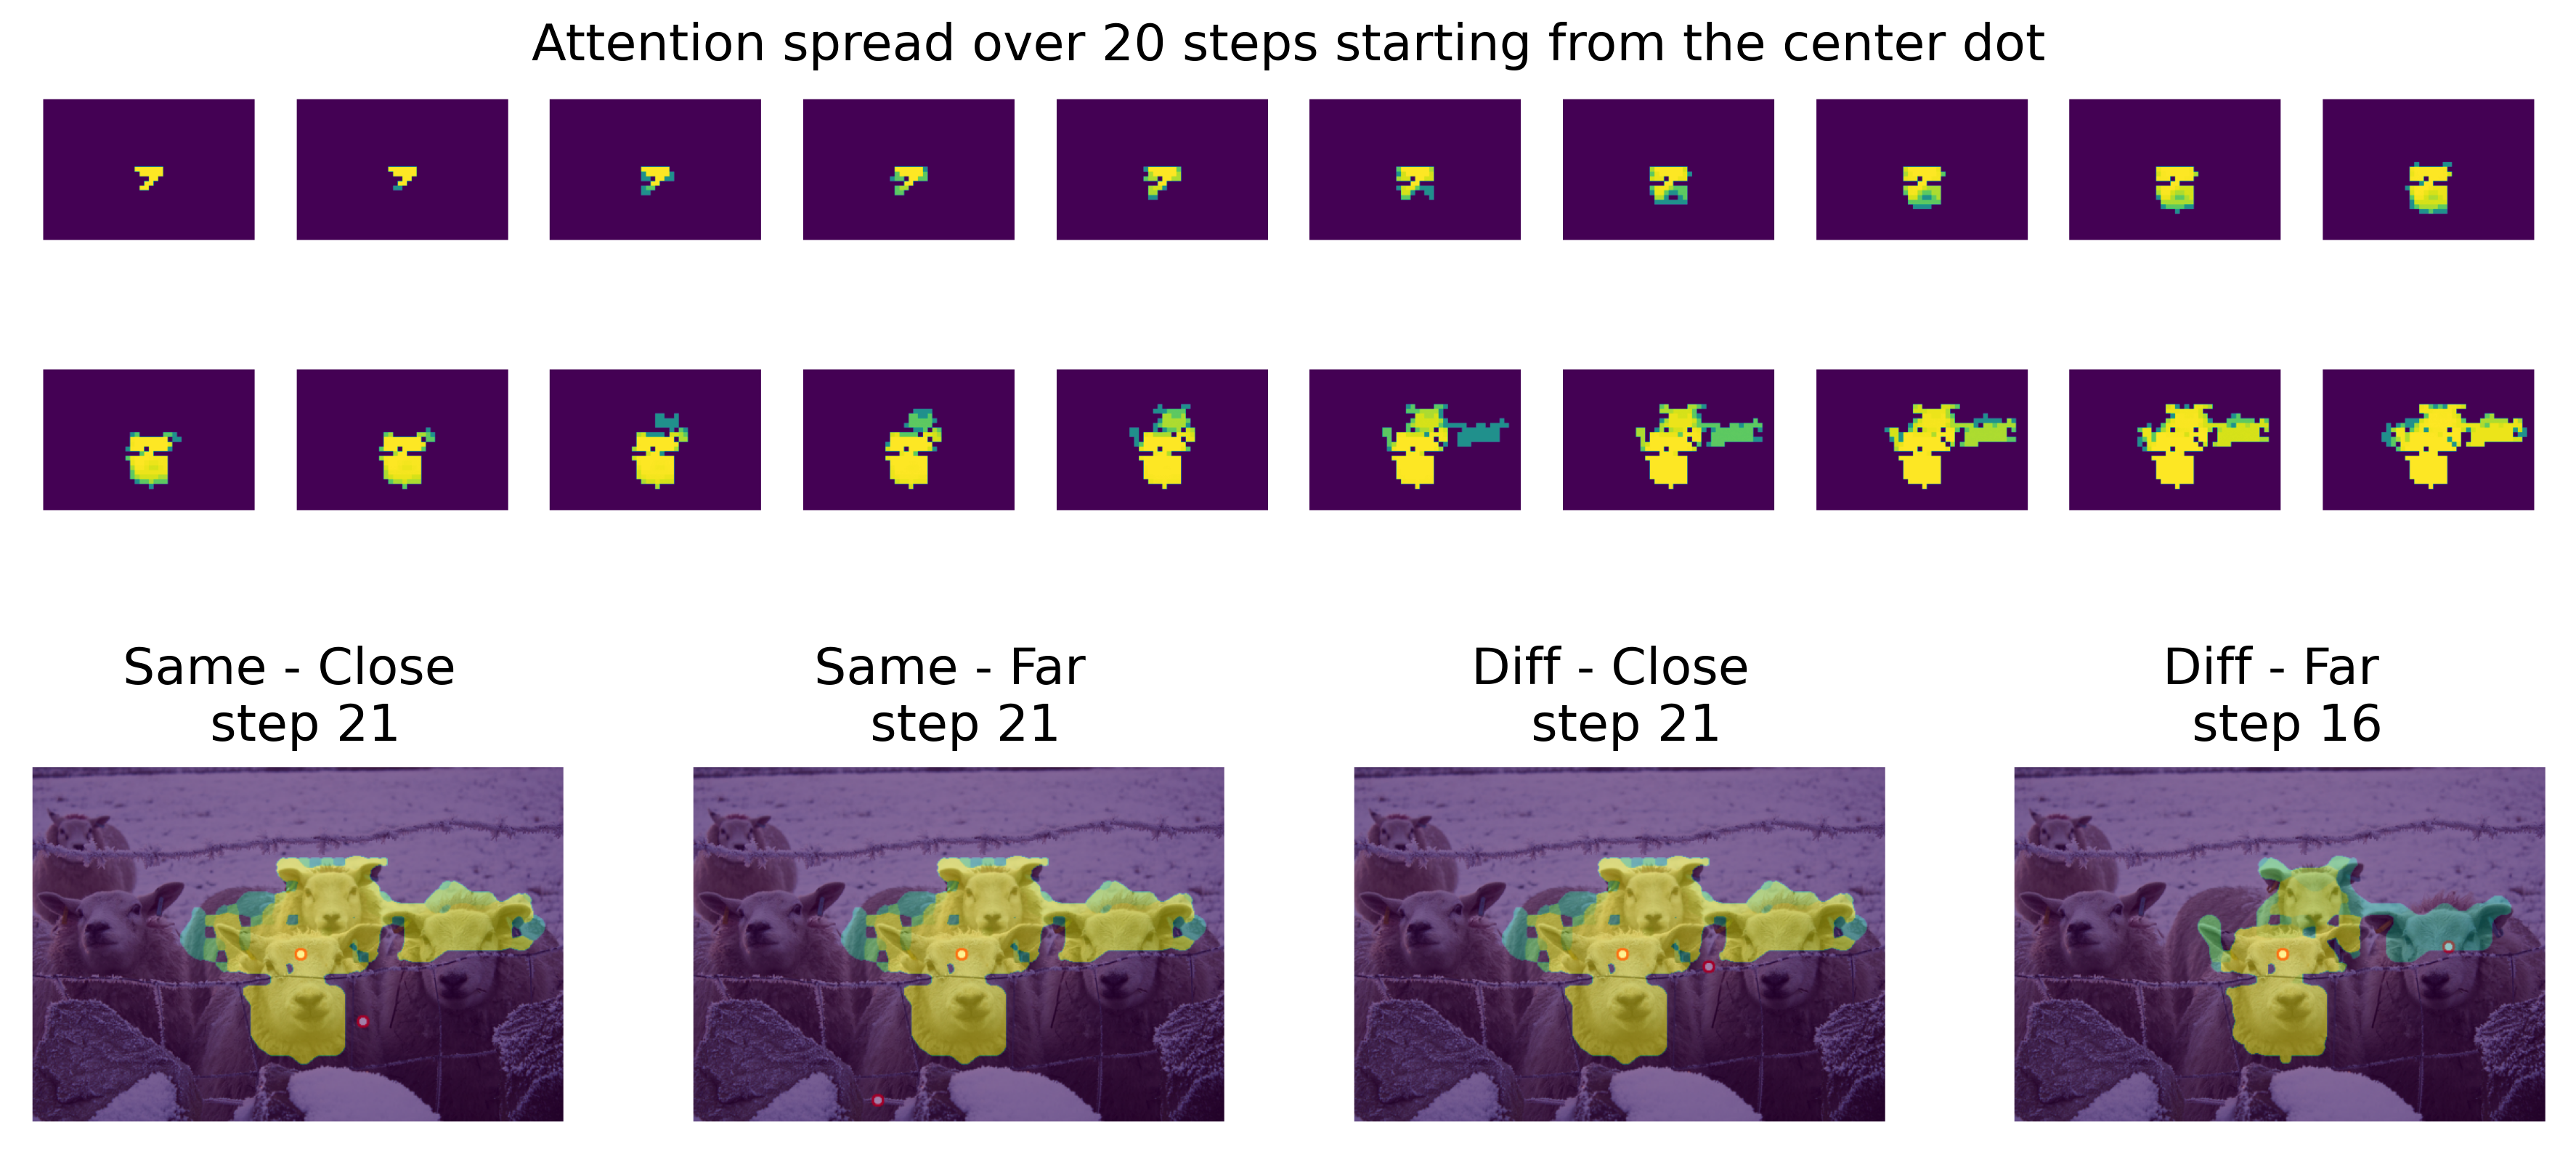 Attention spread over 20 steps starting from the center dot
Same - Close
step 21
Same - Far
step 21
Diff - Close
step 21
Diff - Far
step 16